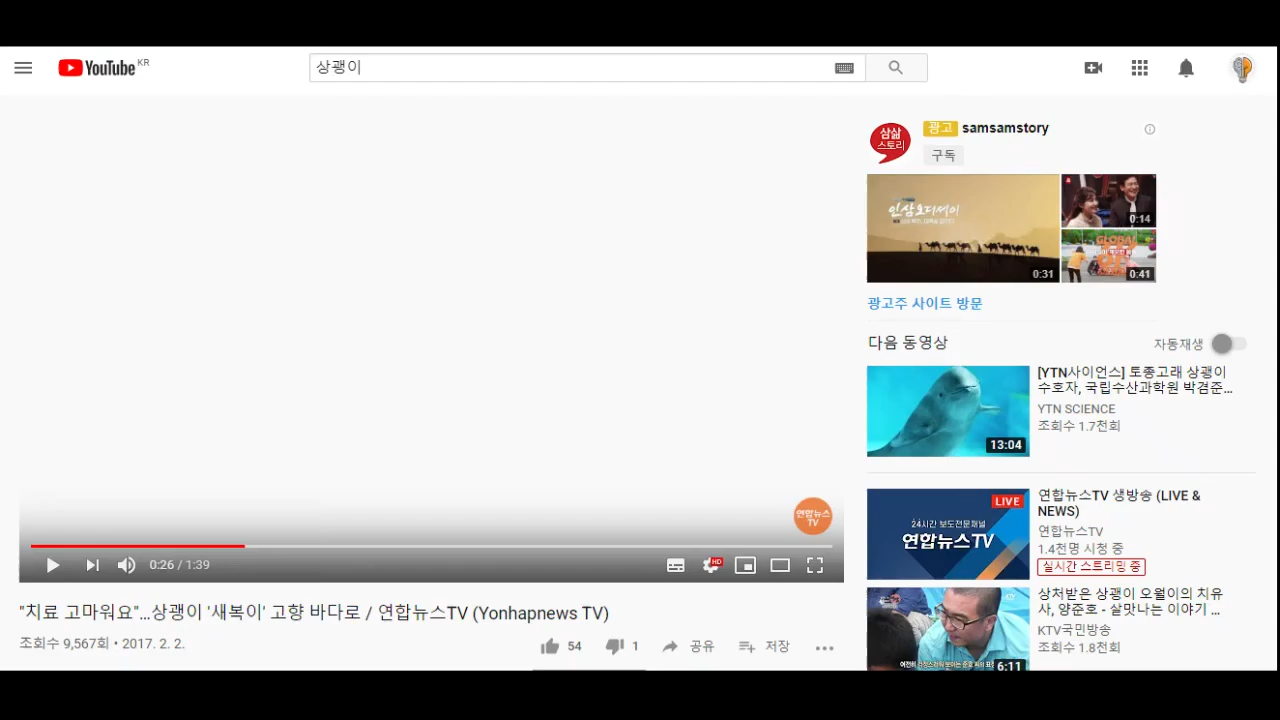 YouTube KR
상괭이
광고 samsamstory
삼삶
스토리
구독
인삼오디세이
0:31
0:14
GLOBAL
0:41
광고주 사이트 방문
다음 동영상
자동재생
[YTN사이언스] 토종고래 상괭이
수호자, 국립수산과학원 박겸준...
YTN SCIENCE
조회수 1.7천회
13:04
연합뉴스TV 생방송 (LIVE &
NEWS)
연합뉴스TV
1.4천명 시청 중
실시간 스트리밍 중
LIVE
24시간 보도전문채널
연합뉴스TV
상처받은 상괭이 오월이의 치유
사, 양준호 - 살맛나는 이야기 ...
KTV국민방송
조회수 1.8천회
6:11
연합뉴스
TV
0:26 / 1:39
HD
"치료 고마워요"...상괭이 '새복이' 고향 바다로 / 연합뉴스TV (Yonhapnews TV)
조회수 9,567회 • 2017. 2. 2.
54
1
공유
저장